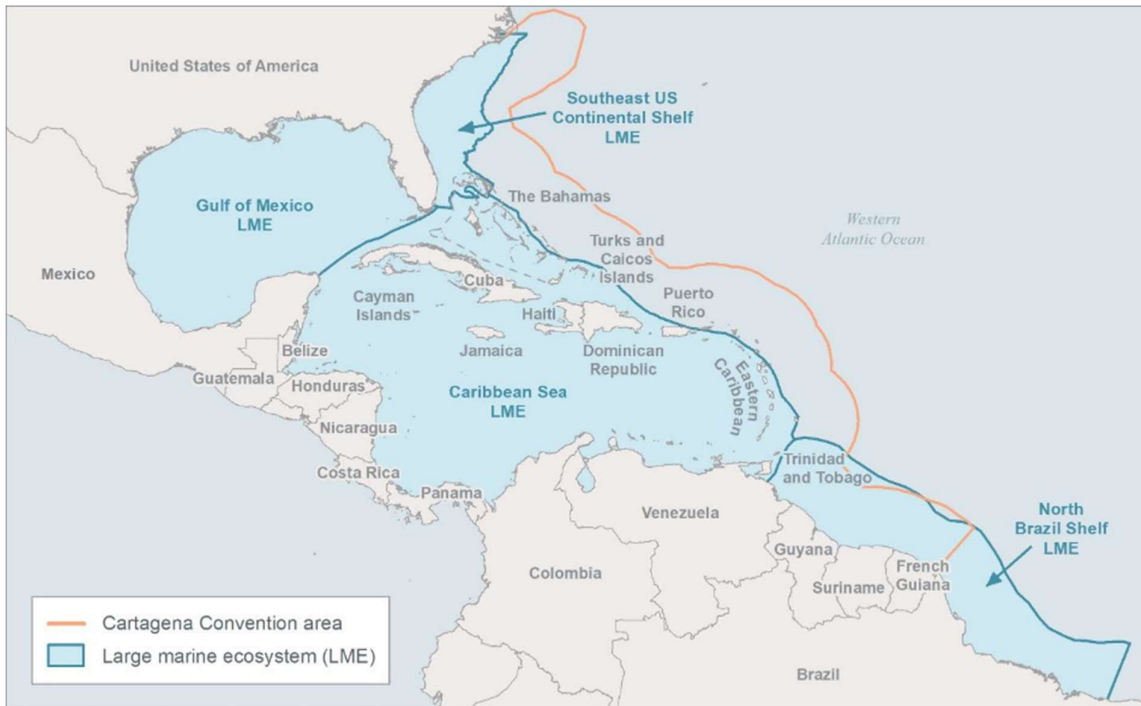 United States of America
Southeast US
Continental Shelf
LME
Gulf of Mexico
LME
The Bahamas
Western
Atlantic Ocean
Mexico
Turks and
Caicos
Islands
Cuba
Cayman
Islands
Puerto
Rico
Haiti
Jamaica
Dominican
Republic
Belize
Guatemala
Honduras
Caribbean Sea
LME
Eastern
Caribbean
Nicaragua
Costa Rica
Panama
Trinidad
and Tobago
Venezuela
North
Brazil Shelf
LME
Guyana
Colombia
Suriname
French
Guiana
Brazil
Cartagena Convention area
Large marine ecosystem (LME)